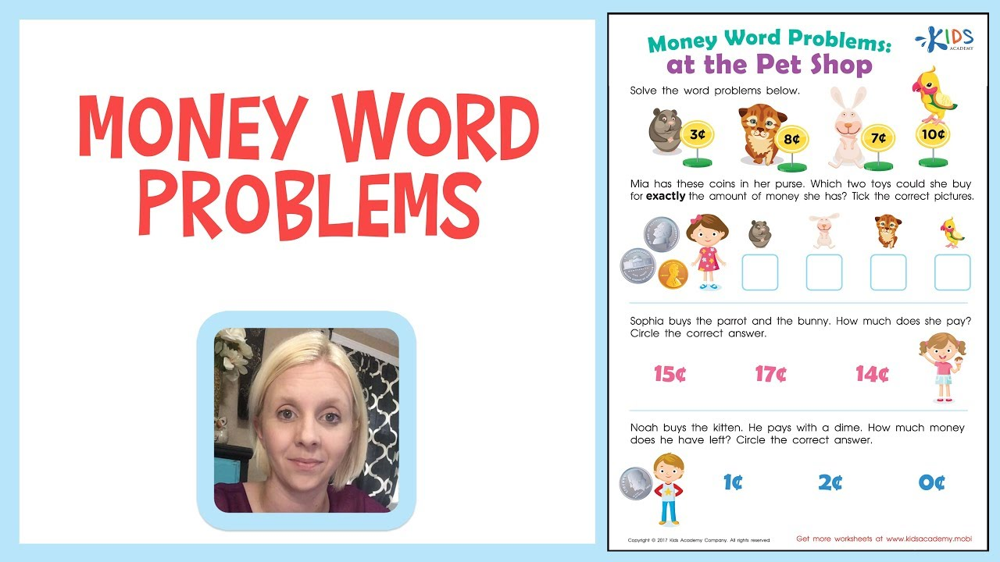 MONEY WORD
PROBLEMS
Money Word Problems:
at the Pet Shop
KIDS
ACADEMY
Solve the word problems below.
3¢
8¢
7¢
10¢
Mia has these coins in her purse. Which two toys could she buy
for exactly the amount of money she has? Tick the correct pictures.
Sophia buys the parrot and the bunny. How much does she pay?
Circle the correct answer.
15¢ 17¢ 14¢
Noah buys the kitten. He pays with a dime. How much money
does he have left? Circle the correct answer.
1¢ 2¢ 0¢
Copyright © 2017 Kids Academy Company. All rights reserved.
Get more worksheets at www.kidsacademy.mobi